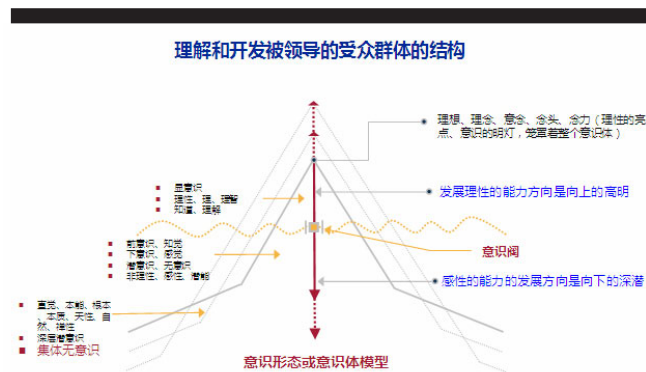 理解和开发被领导的受众群体的结构
理想、理念、意念、念头、念力（理性的亮
点、意识的明灯，笼罩着整个意识体）
显意识
理性、理、理智
知道、理解
发展理性的能力方向是向上的高明
前意识、知觉
下意识、感觉
潜意识、无意识
非理性、感性、潜能
意识阀
感性的能力的发展方向是向下的深潜
直觉、本能、根本
、本质、天性、自
然、禅性
深层潜意识
集体无意识
意识形态或意识体模型